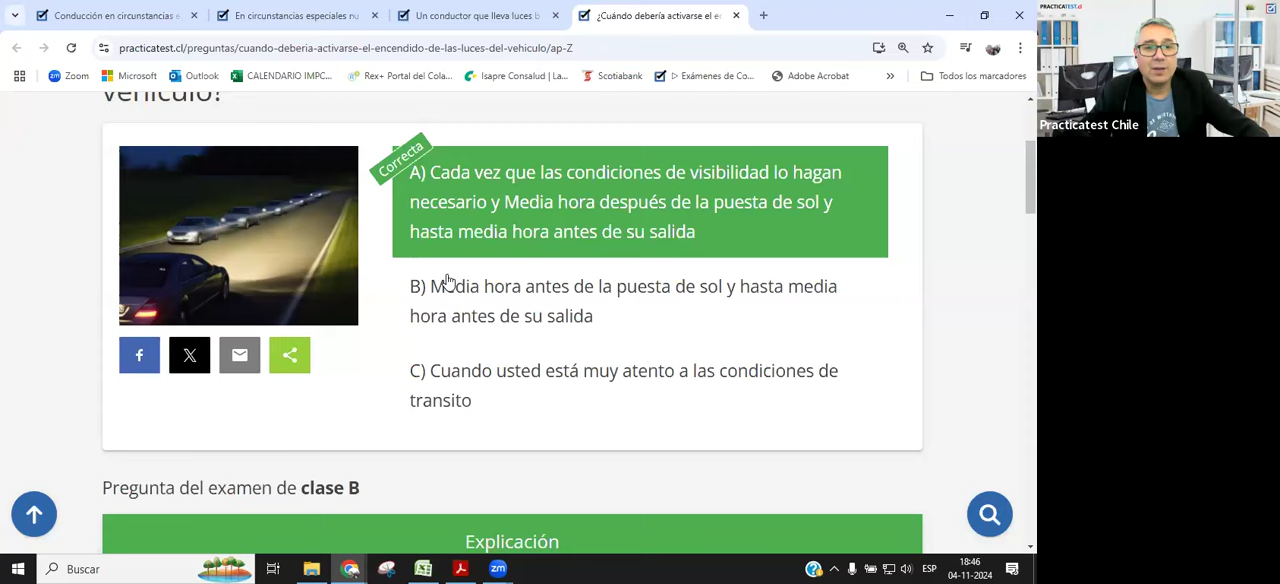 Conducción en circunstancias e
En circunstancias especiales nu
Un conductor que lleva luces b
¿Cuándo debería activarse el er
practicatest.cl/preguntas/cuando-deberia-activarse-el-encendido-de-las-luces-del-vehiculo/ap-Z
Zoom
Microsoft
Outlook
CALENDARIO IMPC...
Rex+ Portal del Cola...
Isapre Consalud | La...
Scotiabank
▷ Exámenes de Co...
Adobe Acrobat
Todos los marcadores
PRACTICATEST.cl
Practicatest Chile
vehículo?
Correcta
A) Cada vez que las condiciones de visibilidad lo hagan
necesario y Media hora después de la puesta de sol y
hasta media hora antes de su salida
B) Media hora antes de la puesta de sol y hasta media
hora antes de su salida
C) Cuando usted está muy atento a las condiciones de
transito
Pregunta del examen de clase B
Explicación
Buscar
ESP
18:46
04-11-2024